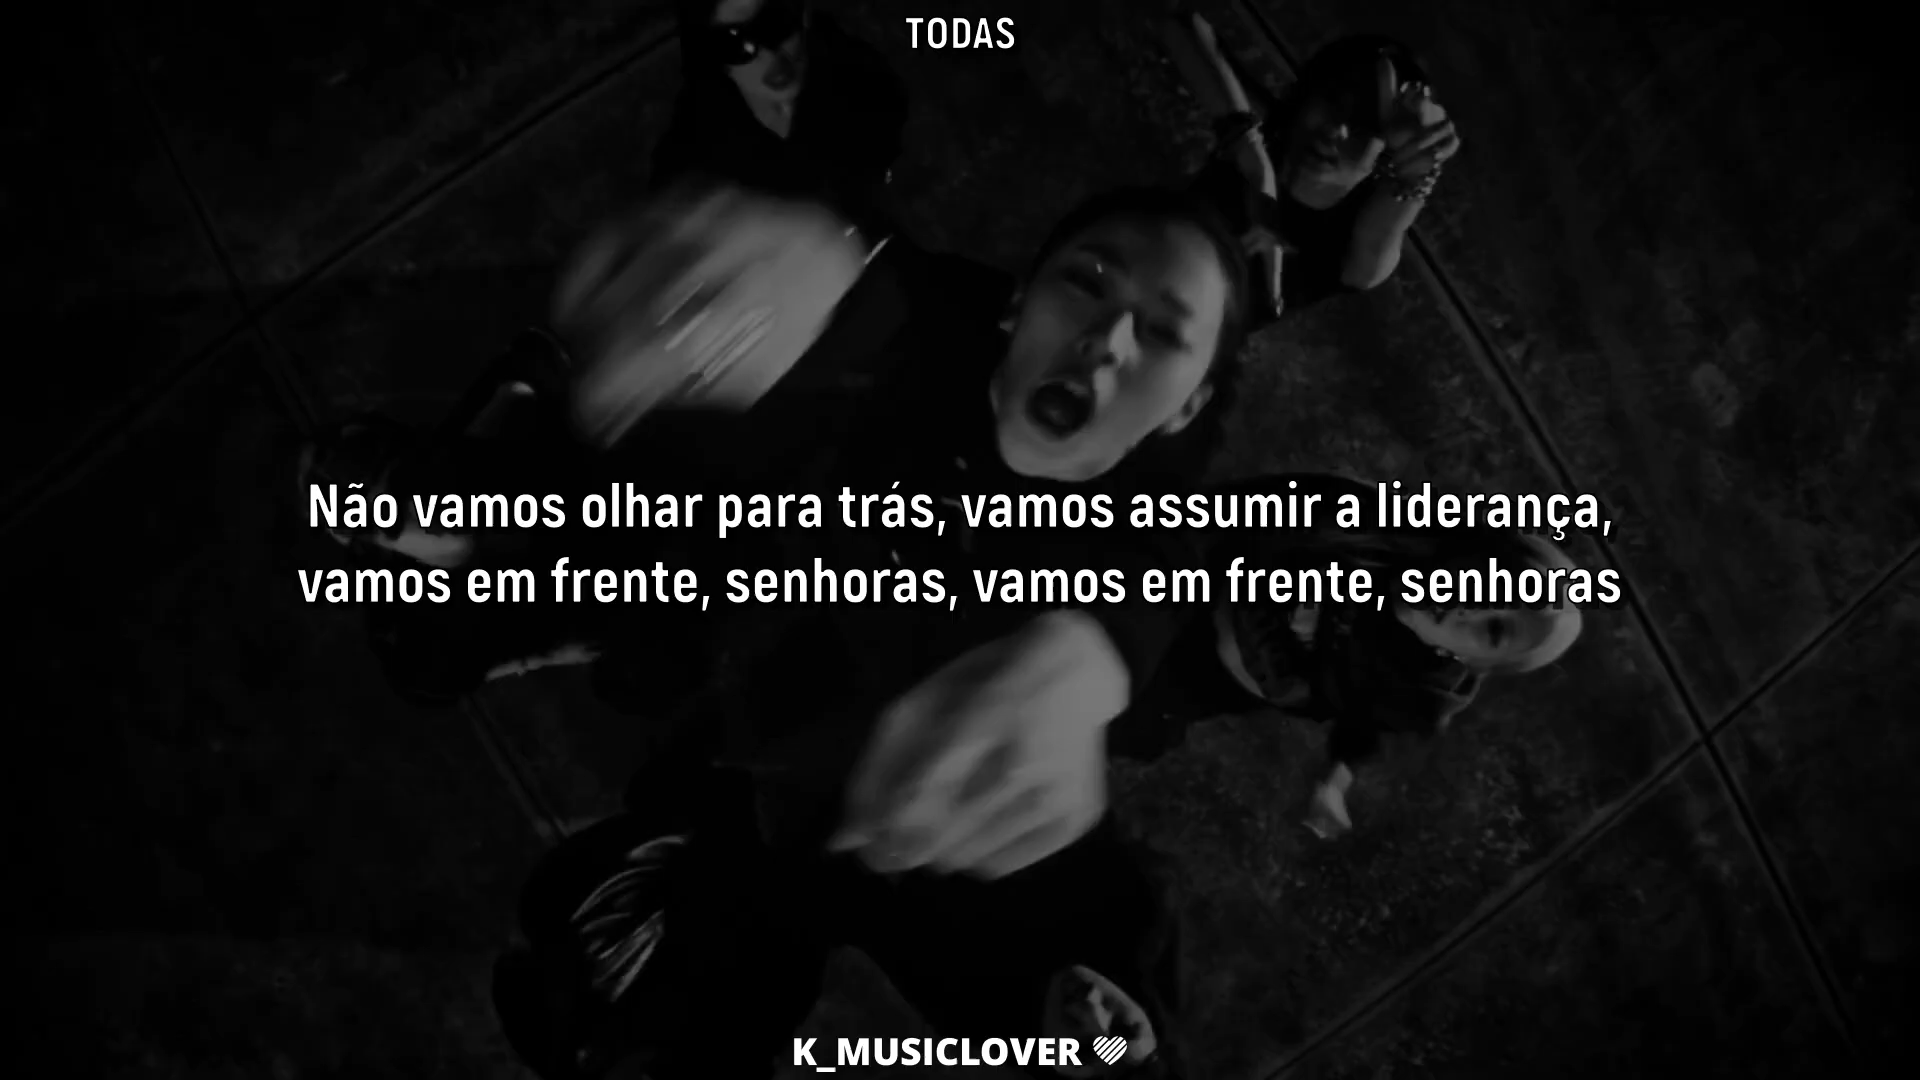 TODAS
Não vamos olhar para trás, vamos assumir a liderança,
vamos em frente, senhoras, vamos em frente, senhoras
K_MUSICLOVER